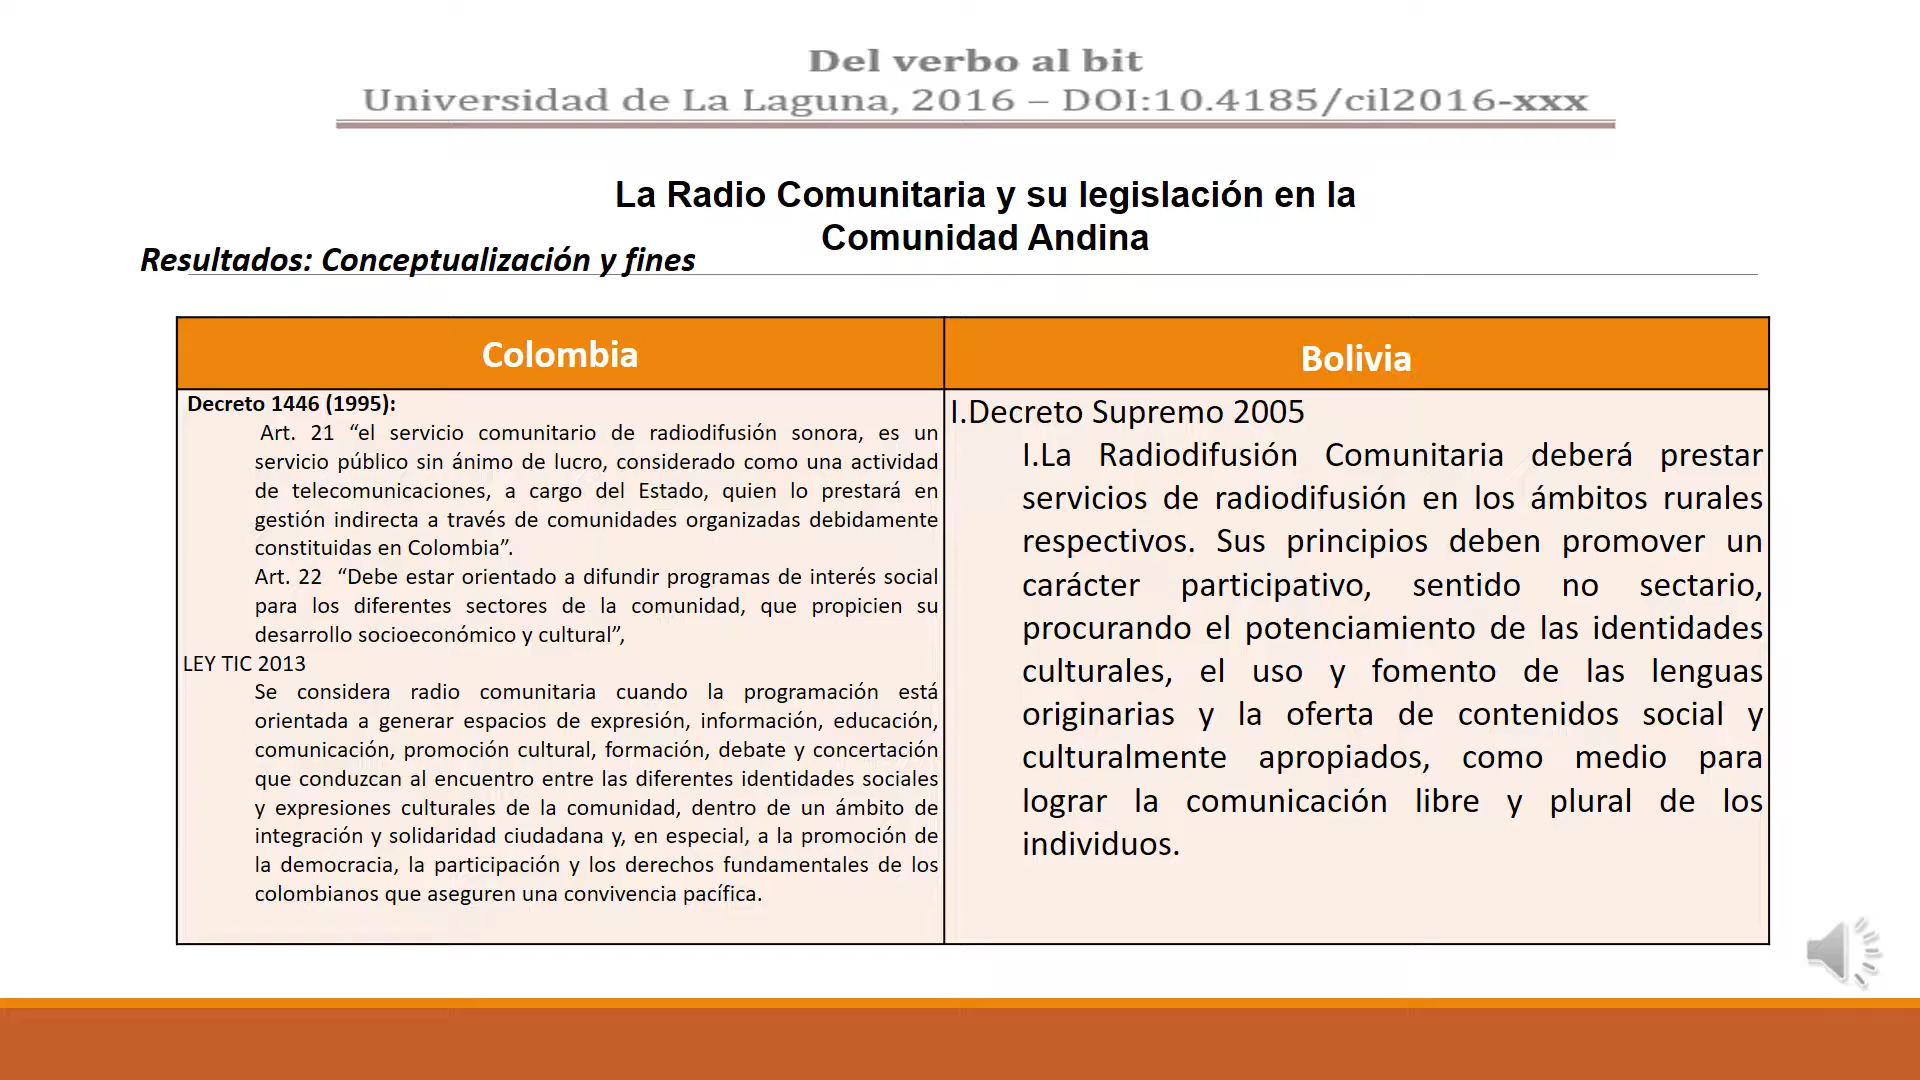 Del verbo al bit
Universidad de La Laguna, 2016 – DOI:10.4185/cil2016-xxx
La Radio Comunitaria y su legislación en la
Comunidad Andina
Resultados: Conceptualización y fines
Colombia
Decreto 1446 (1995):
Art. 21 “el servicio comunitario de radiodifusión sonora, es un
servicio público sin ánimo de lucro, considerado como una actividad
de telecomunicaciones, a cargo del Estado, quien lo prestará en
gestión indirecta a través de comunidades organizadas debidamente
constituidas en Colombia”.
Art. 22 “Debe estar orientado a difundir programas de interés social
para los diferentes sectores de la comunidad, que propicien su
desarrollo socioeconómico y cultural”,
LEY TIC 2013
Se considera radio comunitaria cuando la programación está
orientada a generar espacios de expresión, información, educación,
comunicación, promoción cultural, formación, debate y concertación
que conduzcan al encuentro entre las diferentes identidades sociales
y expresiones culturales de la comunidad, dentro de un ámbito de
integración y solidaridad ciudadana y, en especial, a la promoción de
la democracia, la participación y los derechos fundamentales de los
colombianos que aseguren una convivencia pacífica.
Bolivia
I.Decreto Supremo 2005
I.La Radiodifusión Comunitaria deberá prestar
servicios de radiodifusión en los ámbitos rurales
respectivos. Sus principios deben promover un
carácter participativo, sentido no sectario,
procurando el potenciamiento de las identidades
culturales, el uso y fomento de las lenguas
originarias y la oferta de contenidos social y
culturalmente apropiados, como medio para
lograr la comunicación libre y plural de los
individuos.